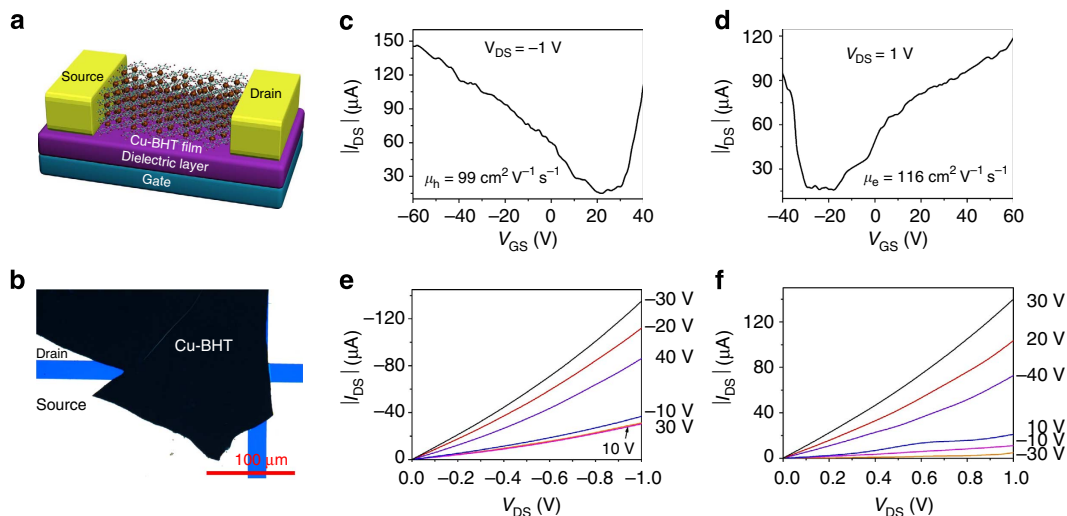 a
Source
Drain
Cu-BHT film
Dielectric layer
Gate
b
Drain
Cu-BHT
Source
100 µm
c
150
120
90
60
30
|I_DS| (µA)
V_DS = –1 V
μ_h = 99 cm² V⁻¹ s⁻¹
–60 –40 –20 0 20 40
V_GS (V)
d
120
90
60
30
|I_DS| (µA)
V_DS = 1 V
μ_e = 116 cm² V⁻¹ s⁻¹
–40 –20 0 20 40 60
V_GS (V)
e
–120
–80
–40
0
|I_DS| (µA)
–30 V
–20 V
40 V
–10 V
30 V
10 V
0.0 –0.2 –0.4 –0.6 –0.8 –1.0
V_DS (V)
f
120
80
40
0
|I_DS| (µA)
30 V
20 V
–40 V
10 V
–10 V
–30 V
0.0 0.2 0.4 0.6 0.8 1.0
V_DS (V)